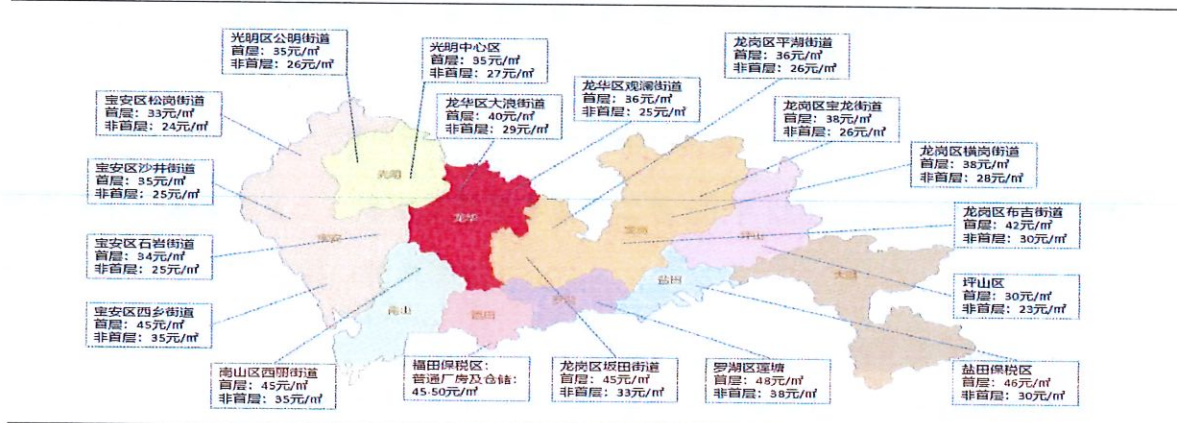 光明区公明街道
首层：35元/㎡
非首层：26元/㎡
光明中心区
首层：35元/㎡
非首层：27元/㎡
龙岗区平湖街道
首层：36元/㎡
非首层：26元/㎡
宝安区松岗街道
首层：33元/㎡
非首层：24元/㎡
龙华区大浪街道
首层：40元/㎡
非首层：29元/㎡
龙华区观澜街道
首层：36元/㎡
非首层：25元/㎡
龙岗区宝龙街道
首层：38元/㎡
非首层：26元/㎡
宝安区沙井街道
首层：35元/㎡
非首层：25元/㎡
龙岗区横岗街道
首层：38元/㎡
非首层：28元/㎡
宝安区石岩街道
首层：34元/㎡
非首层：25元/㎡
龙岗区布吉街道
首层：42元/㎡
非首层：30元/㎡
宝安区西乡街道
首层：45元/㎡
非首层：35元/㎡
坪山区
首层：30元/㎡
非首层：23元/㎡
光明
龙华
宝安
坪山
大鹏
盐田
南山
福田
罗湖
南山区西丽街道
首层：45元/㎡
非首层：35元/㎡
福田保税区：
普通厂房及仓储：
45-50元/㎡
龙岗区坂田街道
首层：45元/㎡
非首层：33元/㎡
罗湖区莲塘
首层：48元/㎡
非首层：38元/㎡
盐田保税区
首层：46元/㎡
非首层：30元/㎡